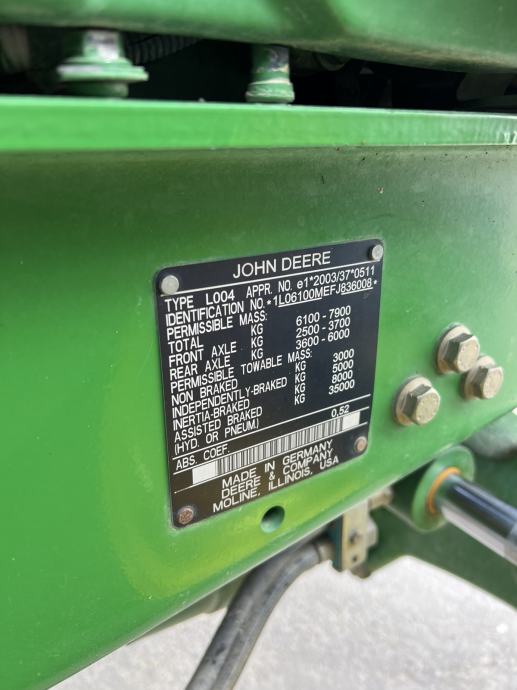 JOHN DEERE
TYPE L004 APPR. NO. e1*2003/37*0511
IDENTIFICATION NO. *1L06100MEFJ836008*
PERMISSIBLE MASS:
TOTAL KG 6100 - 7900
FRONT AXLE KG 2500 - 3700
REAR AXLE KG 3600 - 6000
PERMISSIBLE TOWABLE MASS:
NON BRAKED KG 3000
INDEPENDENTLY-BRAKED KG 5000
INERTIA-BRAKED KG 8000
ASSISTED BRAKED KG 35000
(HYD. OR PNEUM.)
ABS. COEF. 0,52
MADE IN GERMANY
DEERE & COMPANY
MOLINE, ILLINOIS, USA